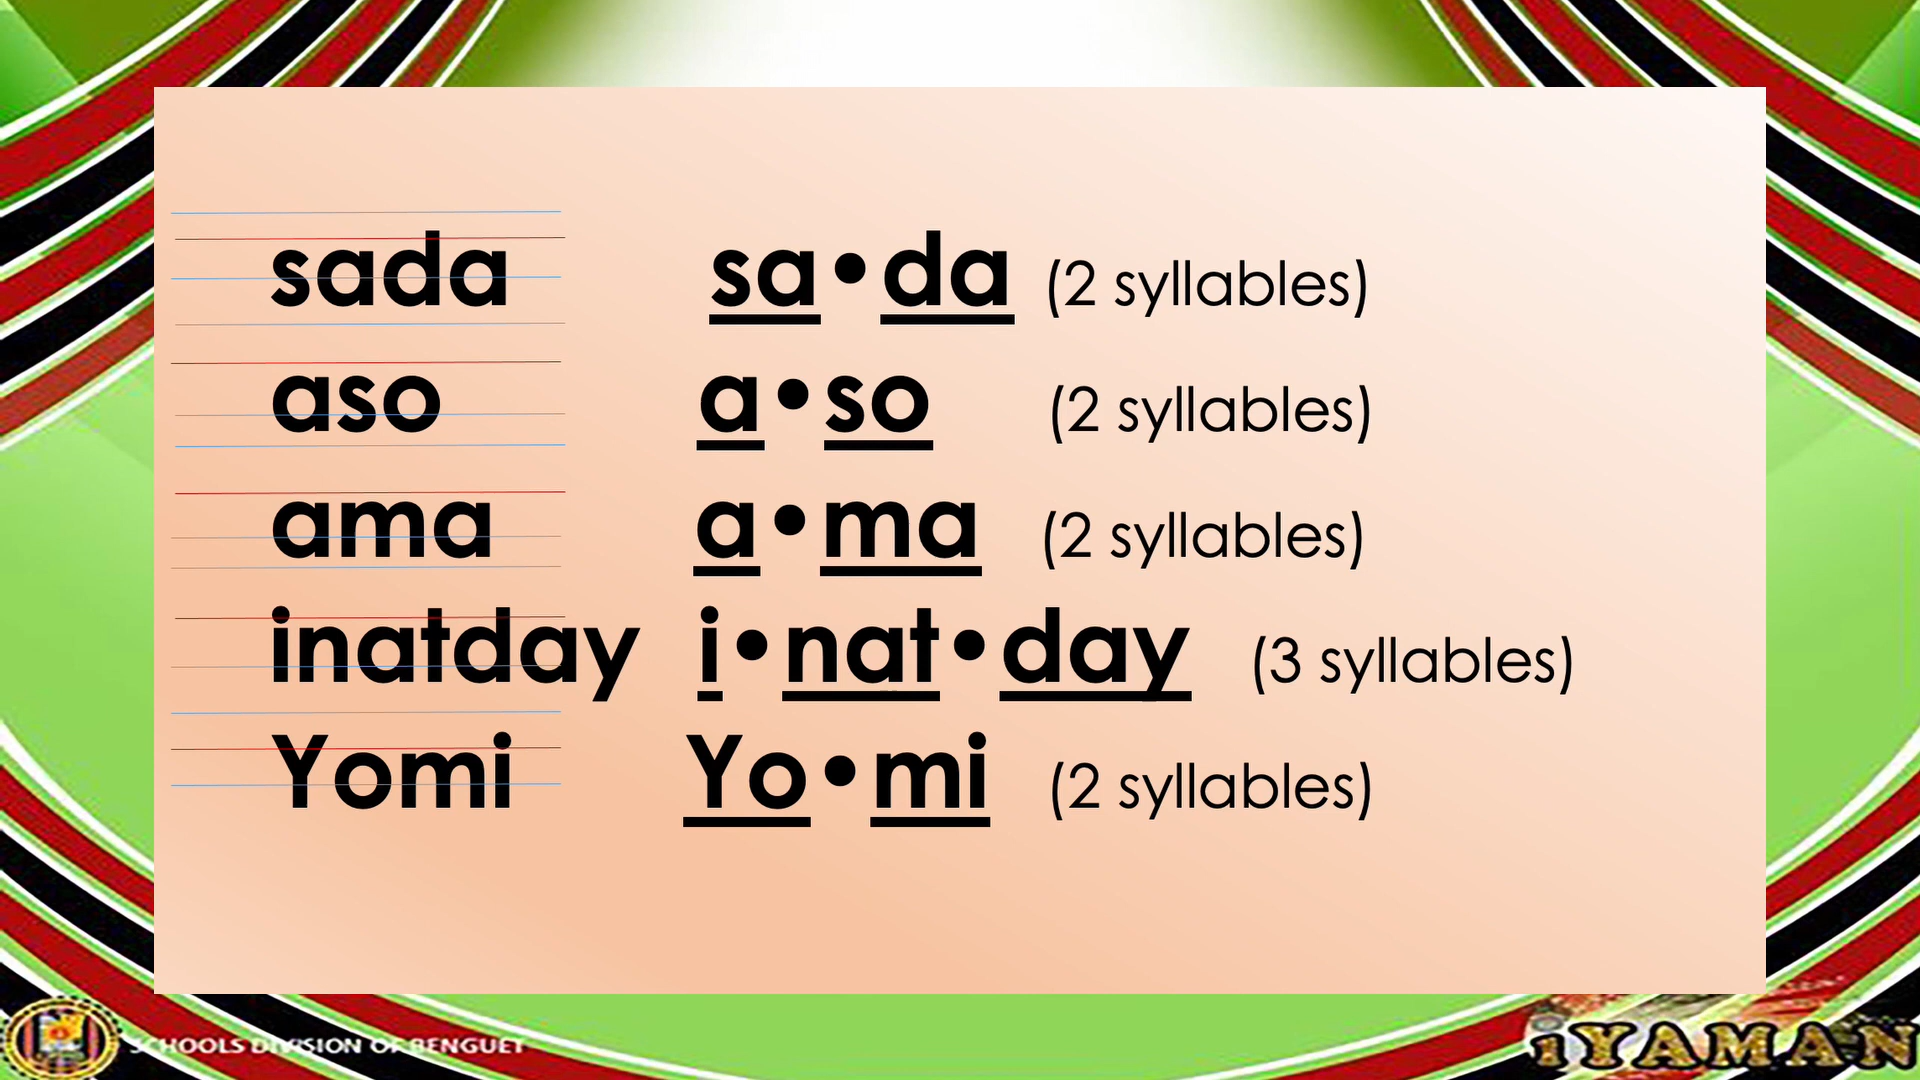 sada sa•da (2 syllables)
aso a•so (2 syllables)
ama a•ma (2 syllables)
inatday i•nat•day (3 syllables)
Yomi Yo•mi (2 syllables)
SCHOOLS DIVISION OF BENGUET
iYAMAN